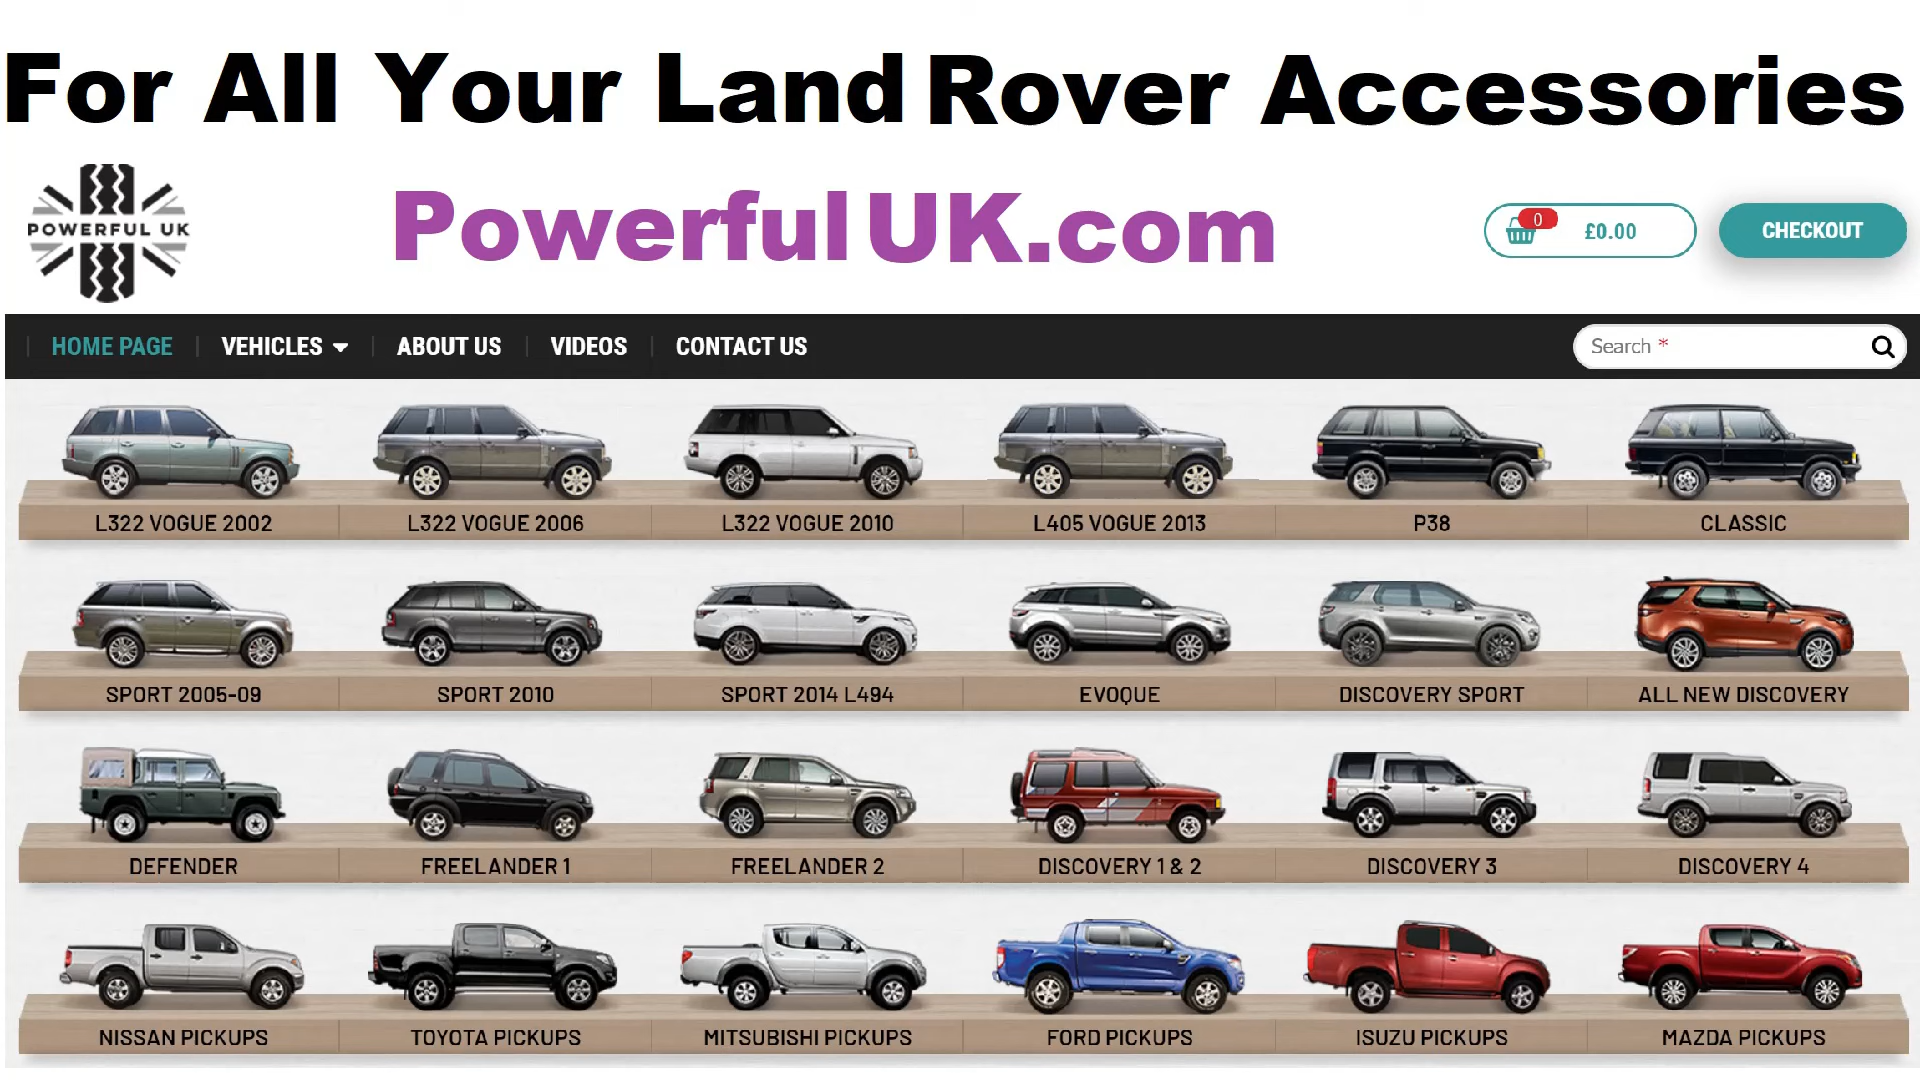 For All Your Land Rover Accessories
POWERFUL UK
Powerful UK.com
0
£0.00
CHECKOUT
HOME PAGE
VEHICLES
ABOUT US
VIDEOS
CONTACT US
Search *
L322 VOGUE 2002
L322 VOGUE 2006
L322 VOGUE 2010
L405 VOGUE 2013
P38
CLASSIC
SPORT 2005-09
SPORT 2010
SPORT 2014 L494
EVOQUE
DISCOVERY SPORT
ALL NEW DISCOVERY
DEFENDER
FREELANDER 1
FREELANDER 2
DISCOVERY 1 & 2
DISCOVERY 3
DISCOVERY 4
NISSAN PICKUPS
TOYOTA PICKUPS
MITSUBISHI PICKUPS
FORD PICKUPS
ISUZU PICKUPS
MAZDA PICKUPS